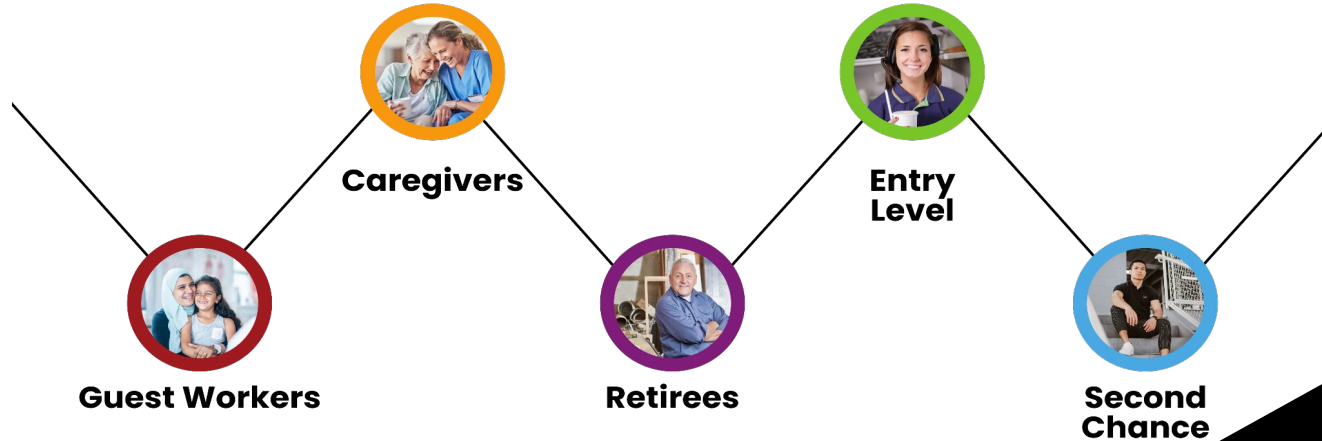 Guest Workers
Caregivers
Retirees
Entry
Level
Second
Chance